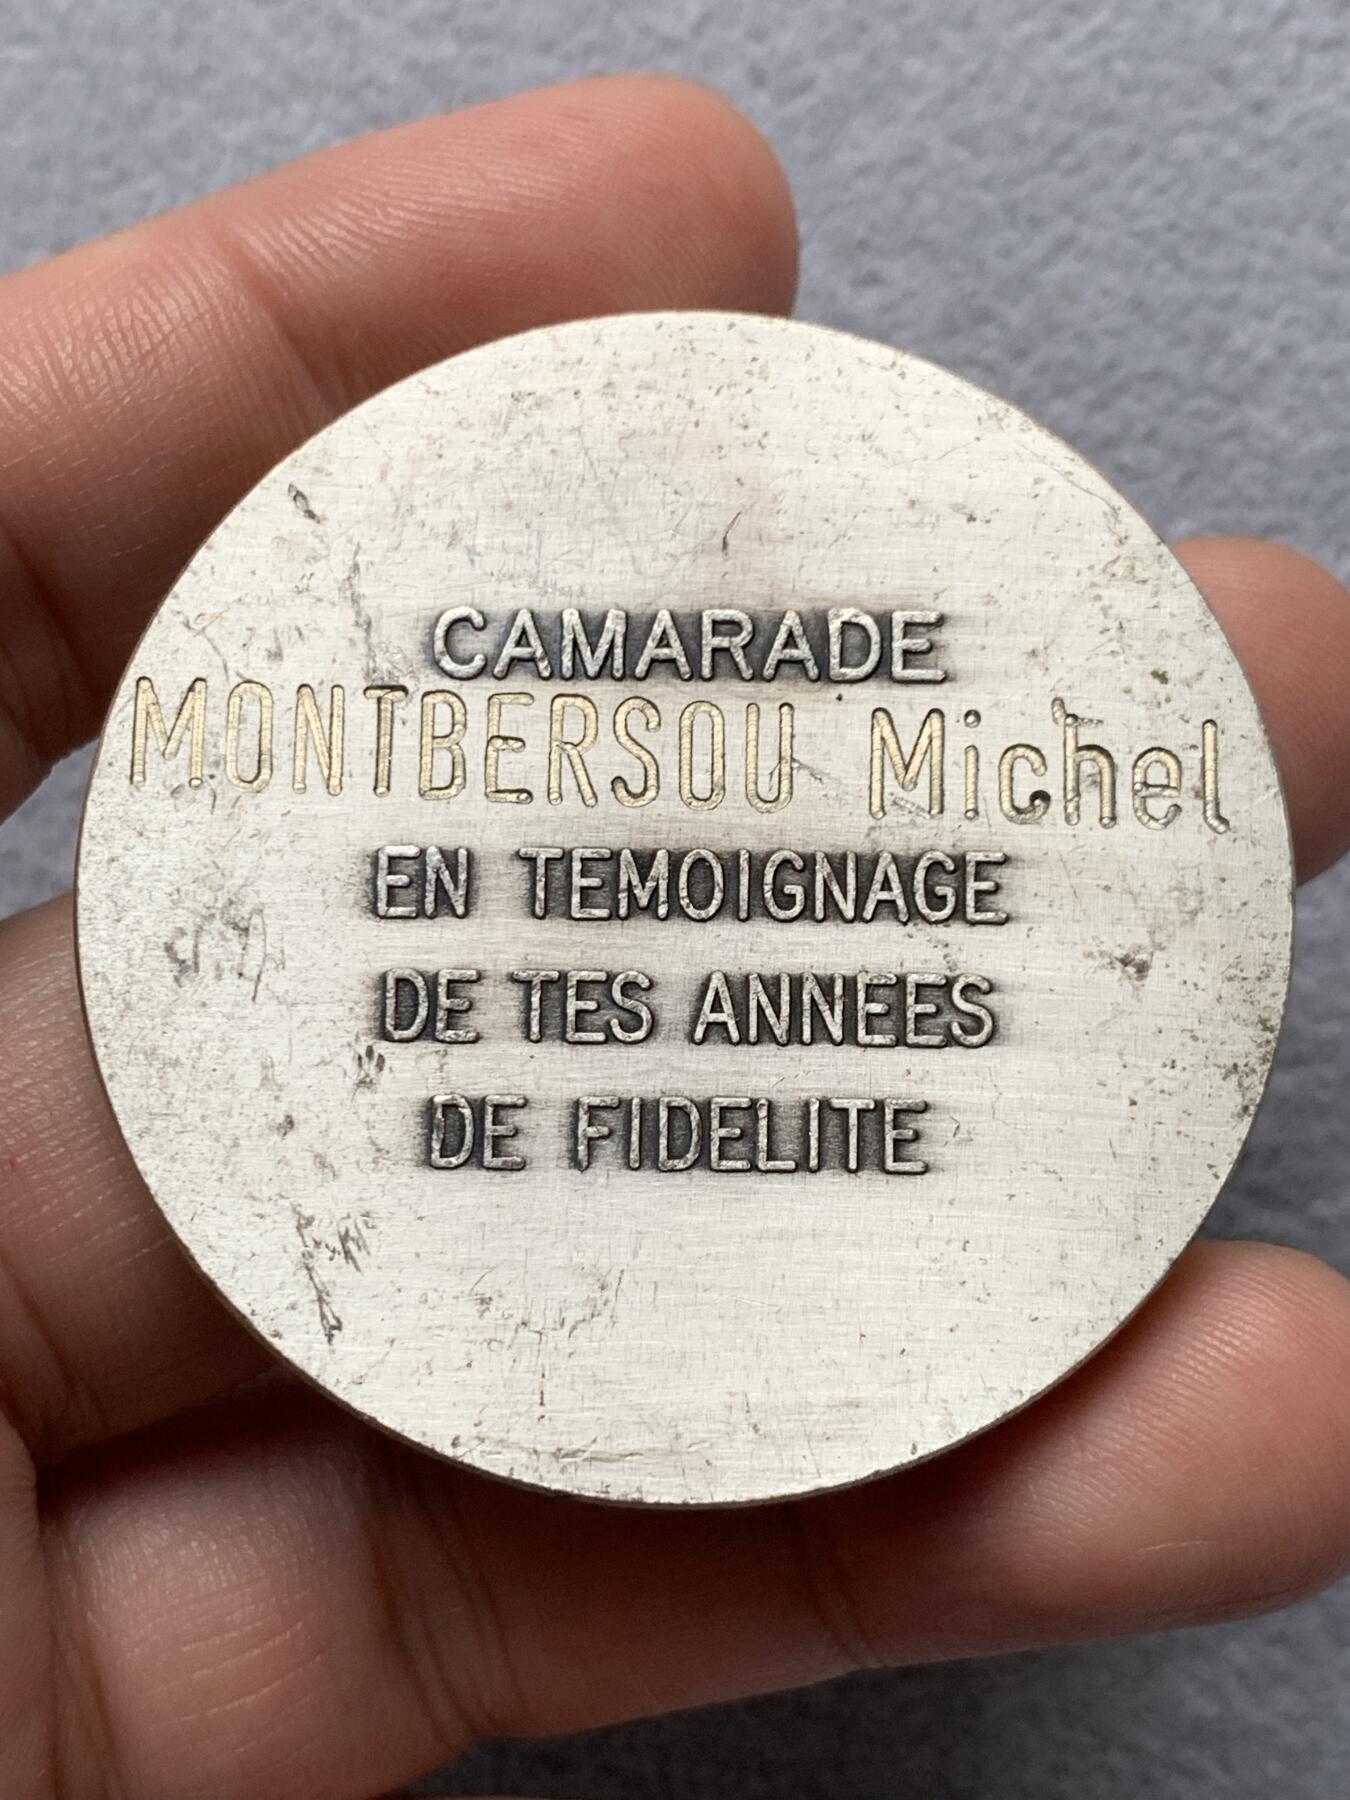 CAMARADE
MONTBERSOU Michel
EN TEMOIGNAGE
DE TES ANNEES
DE FIDELITE